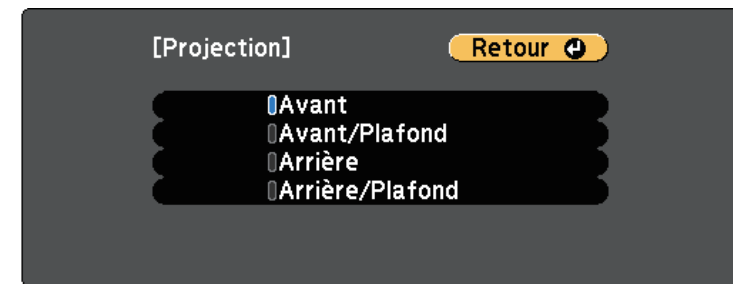 [Projection]
Retour
Avant
Avant/Plafond
Arrière
Arrière/Plafond